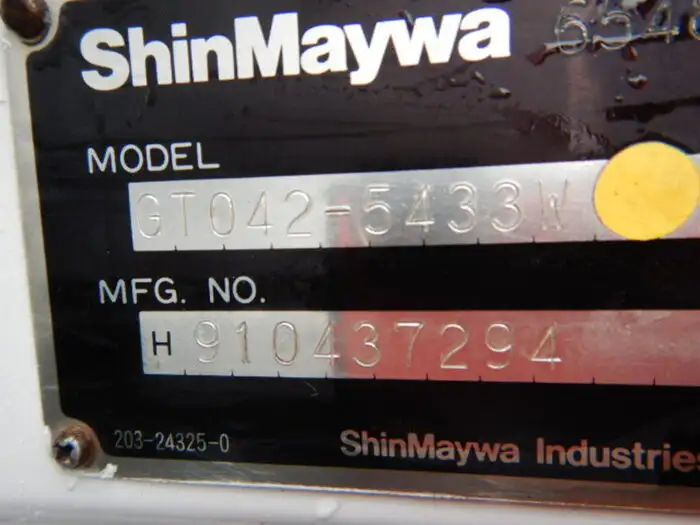 ShinMaywa
MODEL
GT042-5433W
MFG. NO.
H 910437294
203-24325-0
ShinMaywa Industries